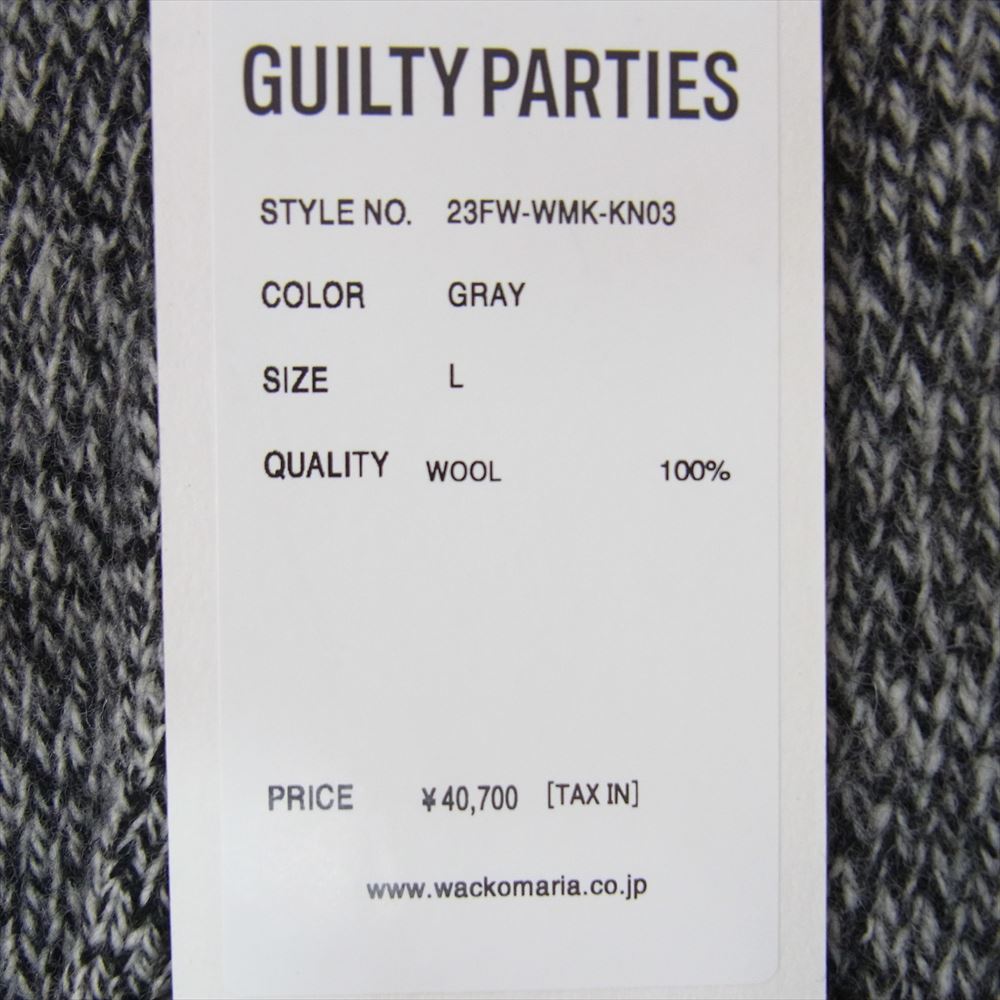 GUILTY PARTIES
STYLE NO. 23FW-WMK-KN03
COLOR GRAY
SIZE L
QUALITY WOOL 100%
PRICE ¥40,700 [TAX IN]
www.wackomaria.co.jp